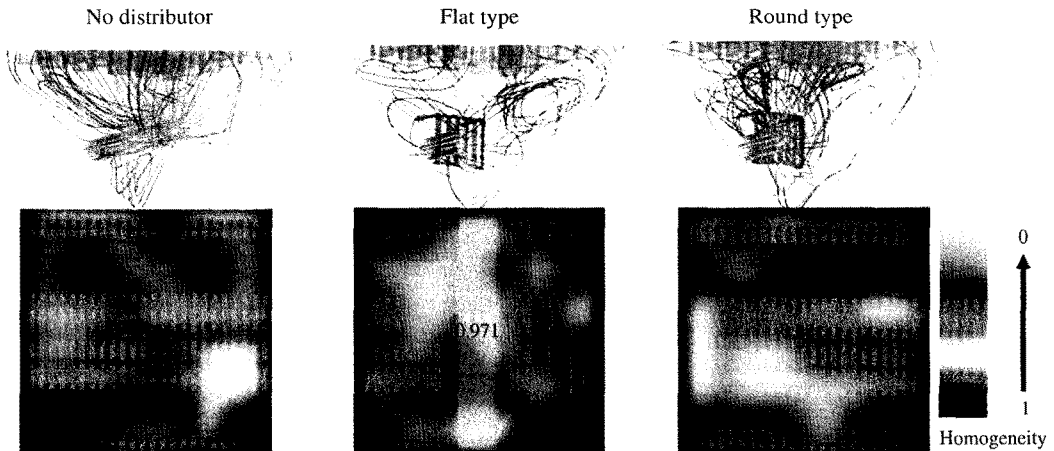 No distributor
Flat type
Round type
0.971
0
1
Homogeneity